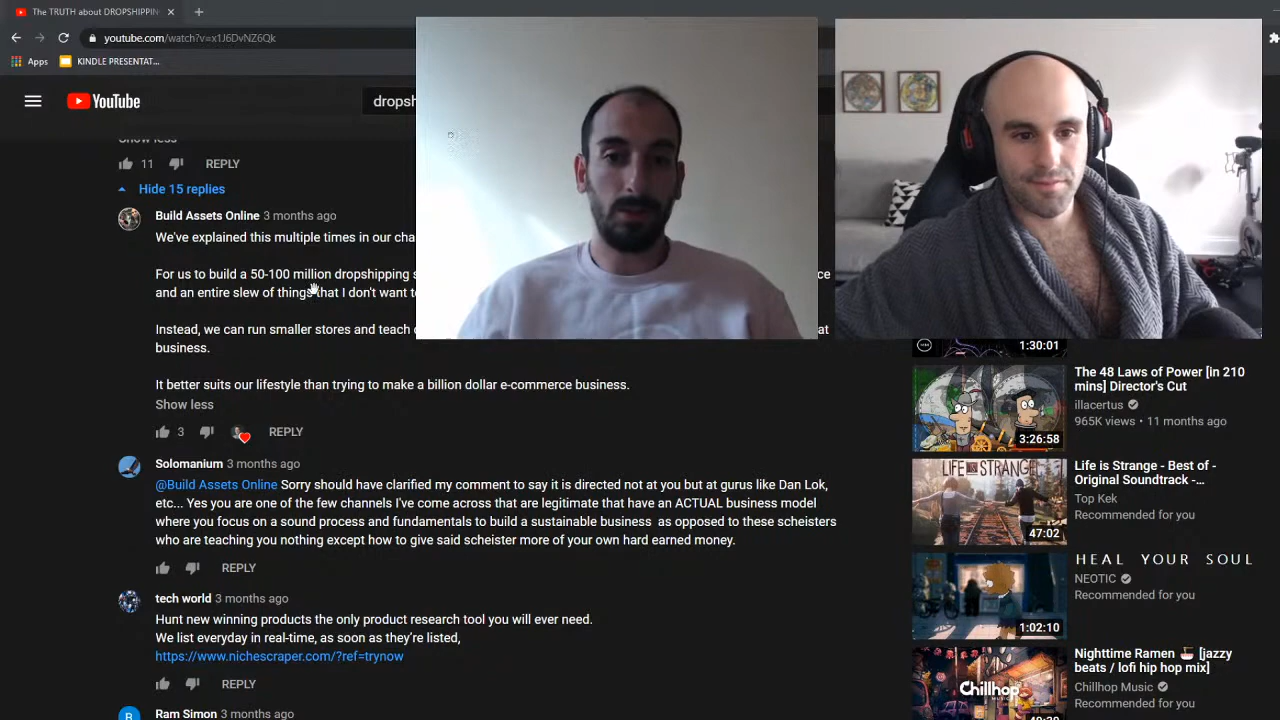 The TRUTH about DROPSHIPPIN
youtube.com/watch?v=x1J6DvNZ6Qk
Apps
KINDLE PRESENTAT...
YouTube
dropsh
Show less
11
REPLY
Hide 15 replies
Build Assets Online 3 months ago
We've explained this multiple times in our cha
For us to build a 50-100 million dropshipping s
ce
and an entire slew of things that I don't want to
Instead, we can run smaller stores and teach
at
business.
It better suits our lifestyle than trying to make a billion dollar e-commerce business.
Show less
3
REPLY
Solomanium 3 months ago
@Build Assets Online Sorry should have clarified my comment to say it is directed not at you but at gurus like Dan Lok,
etc... Yes you are one of the few channels I've come across that are legitimate that have an ACTUAL business model
where you focus on a sound process and fundamentals to build a sustainable business as opposed to these scheisters
who are teaching you nothing except how to give said scheister more of your own hard earned money.
REPLY
tech world 3 months ago
Hunt new winning products the only product research tool you will ever need.
We list everyday in real-time, as soon as they're listed,
https://www.nichescraper.com/?ref=trynow
REPLY
B
Ram Simon 3 months ago
1:30:01
The 48 Laws of Power [in 210
mins] Director's Cut
illacertus
965K views • 11 months ago
3:26:58
LIFE IS STRANGE
Life is Strange - Best of -
Original Soundtrack -...
Top Kek
Recommended for you
47:02
HEAL YOUR SOUL
NEOTIC
Recommended for you
1:02:10
Nighttime Ramen 🍜 [jazzy
beats / lofi hip hop mix]
Chillhop Music
Recommended for you
Chillhop
MUSIC